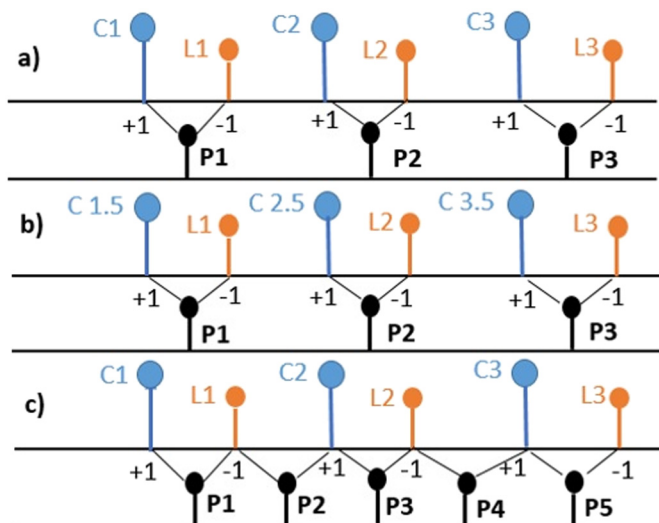 C1 L1 C2 L2 C3 L3
a)
+1 -1 +1 -1 +1 -1
P1 P2 P3
C 1.5 L1 C 2.5 L2 C 3.5 L3
b)
+1 -1 +1 -1 +1 -1
P1 P2 P3
C1 L1 C2 L2 C3 L3
c)
+1 -1 +1 -1 +1 -1
P1 P2 P3 P4 P5